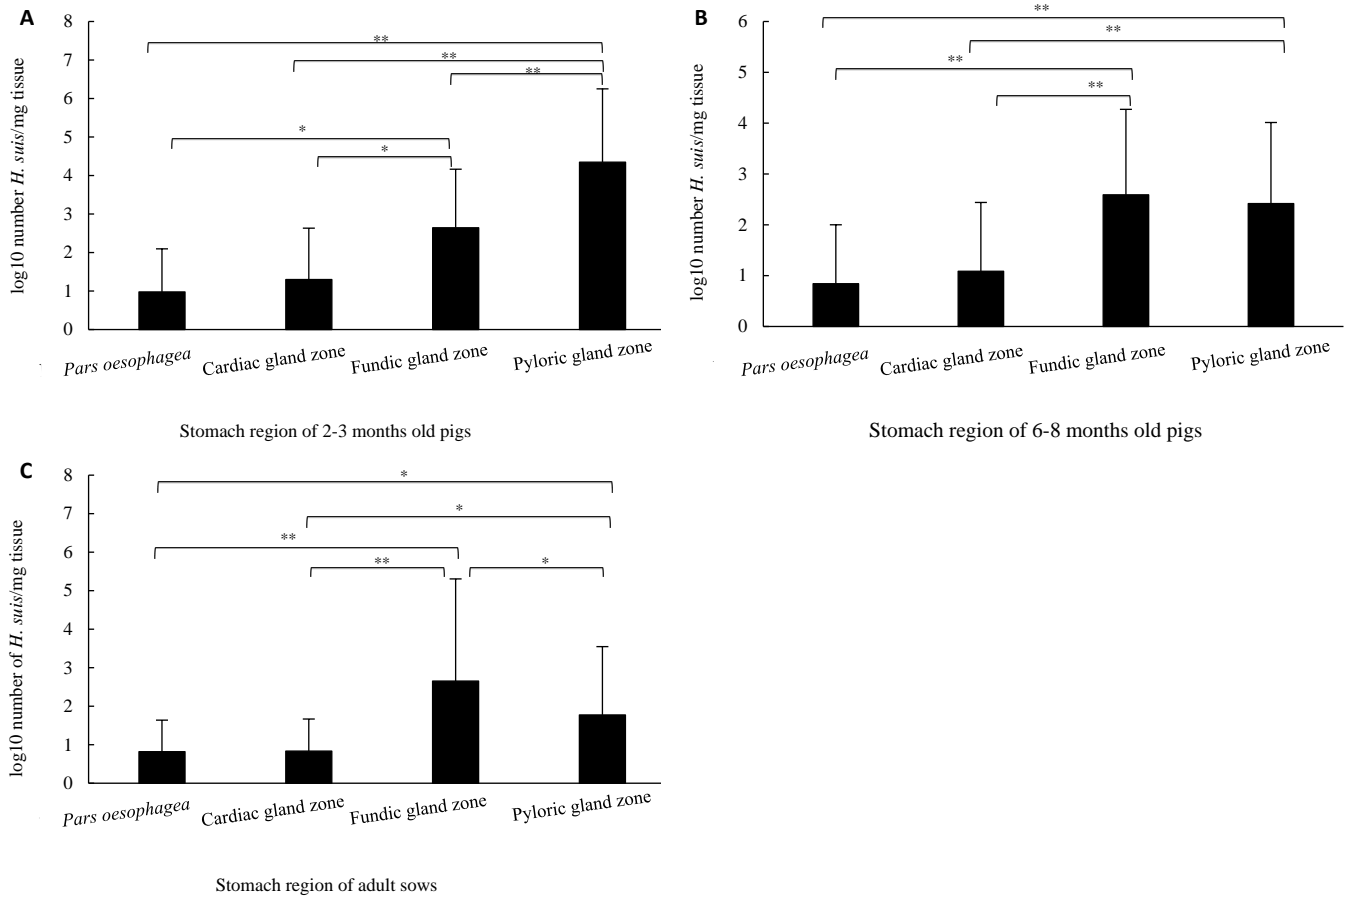 A
log10 number H. suis/mg tissue
8
7
6
5
4
3
2
1
0
**
**
**
*
*
Pars oesophagea
Cardiac gland zone
Fundic gland zone
Pyloric gland zone
Stomach region of 2-3 months old pigs
B
log10 number H. suis/mg tissue
6
5
4
3
2
1
0
**
**
**
**
Pars oesophagea
Cardiac gland zone
Fundic gland zone
Pyloric gland zone
Stomach region of 6-8 months old pigs
C
log10 number of H. suis/mg tissue
8
7
6
5
4
3
2
1
0
*
*
**
**
*
Pars oesophagea
Cardiac gland zone
Fundic gland zone
Pyloric gland zone
Stomach region of adult sows